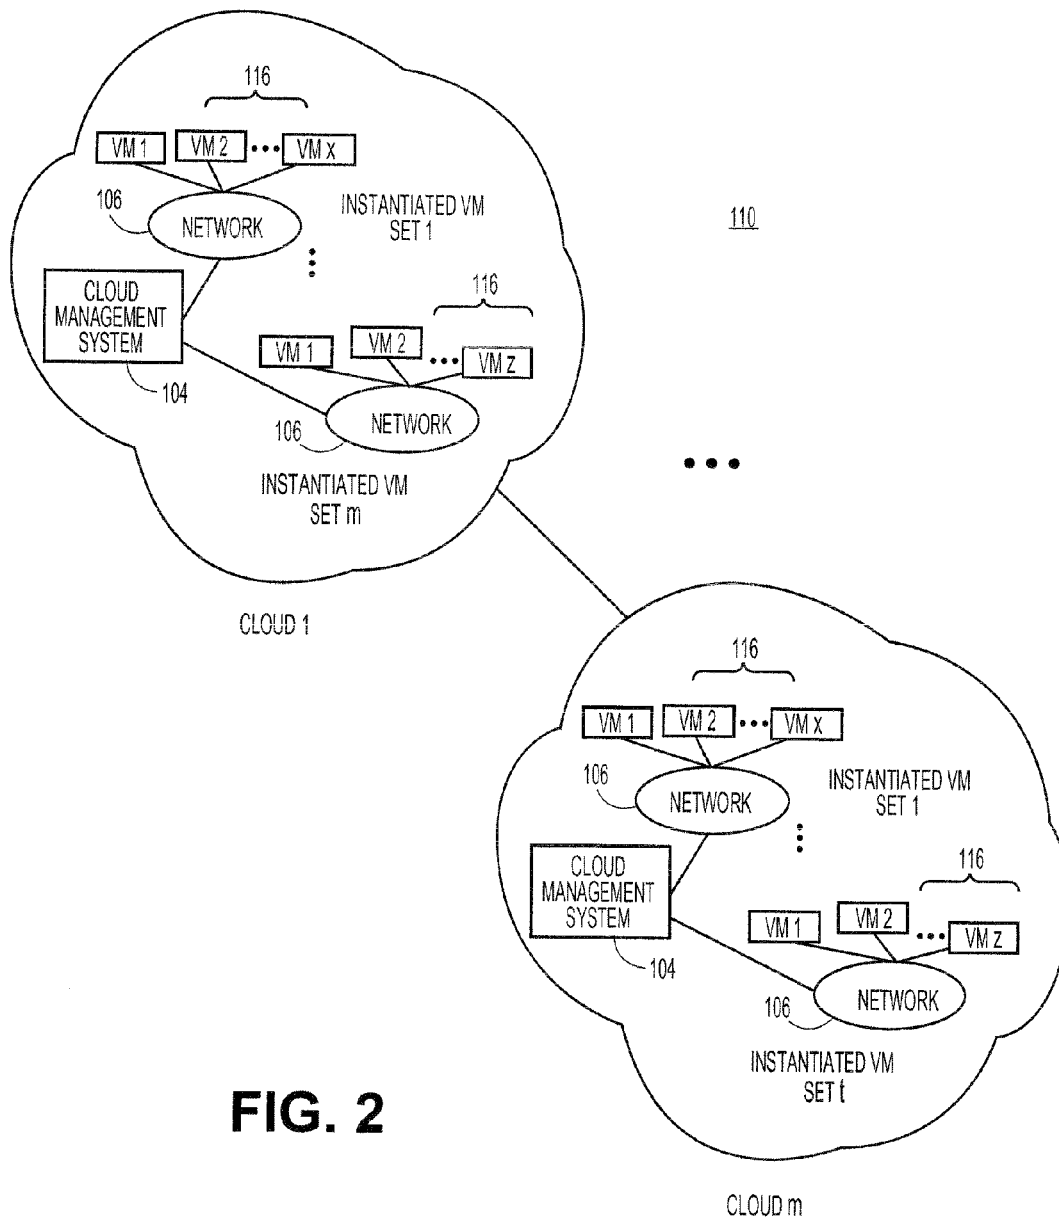 116
VM 1
VM 2
VM x
106
NETWORK
INSTANTIATED VM
SET 1
110
CLOUD
MANAGEMENT
SYSTEM
104
116
VM 1
VM 2
VM z
106
NETWORK
INSTANTIATED VM
SET m
CLOUD 1
116
VM 1
VM 2
VM x
106
NETWORK
INSTANTIATED VM
SET 1
CLOUD
MANAGEMENT
SYSTEM
104
116
VM 1
VM 2
VM z
106
NETWORK
INSTANTIATED VM
SET t
FIG. 2
CLOUD m